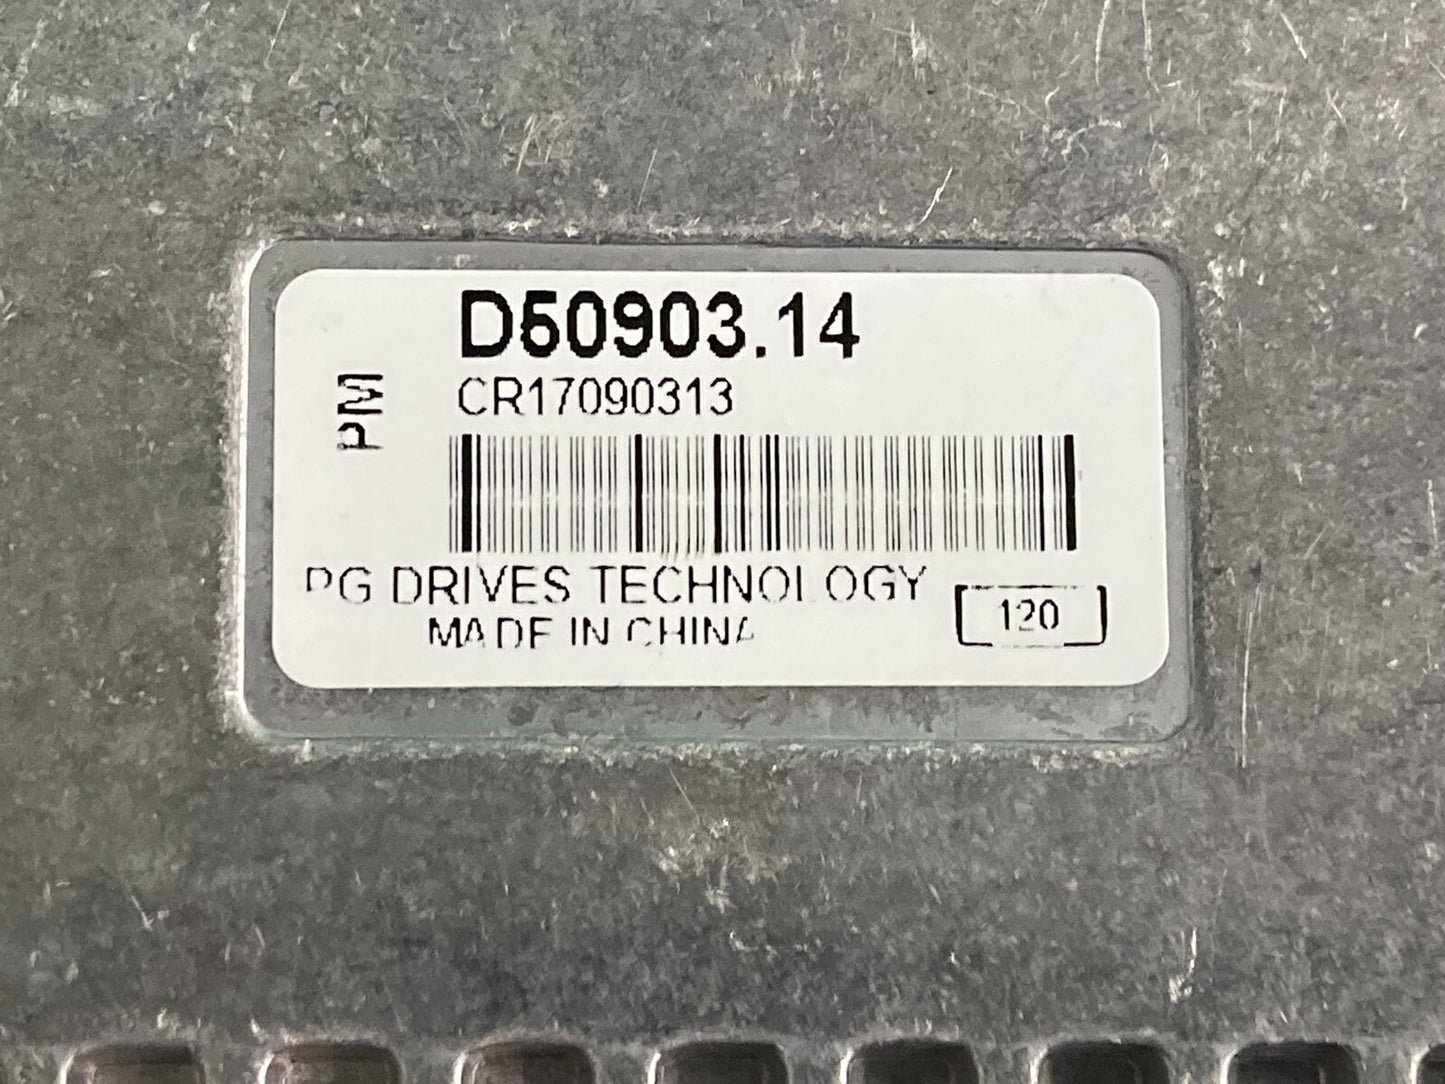 D50903.14
PM
CR17090313
PG DRIVES TECHNOLOGY
MADE IN CHINA
120